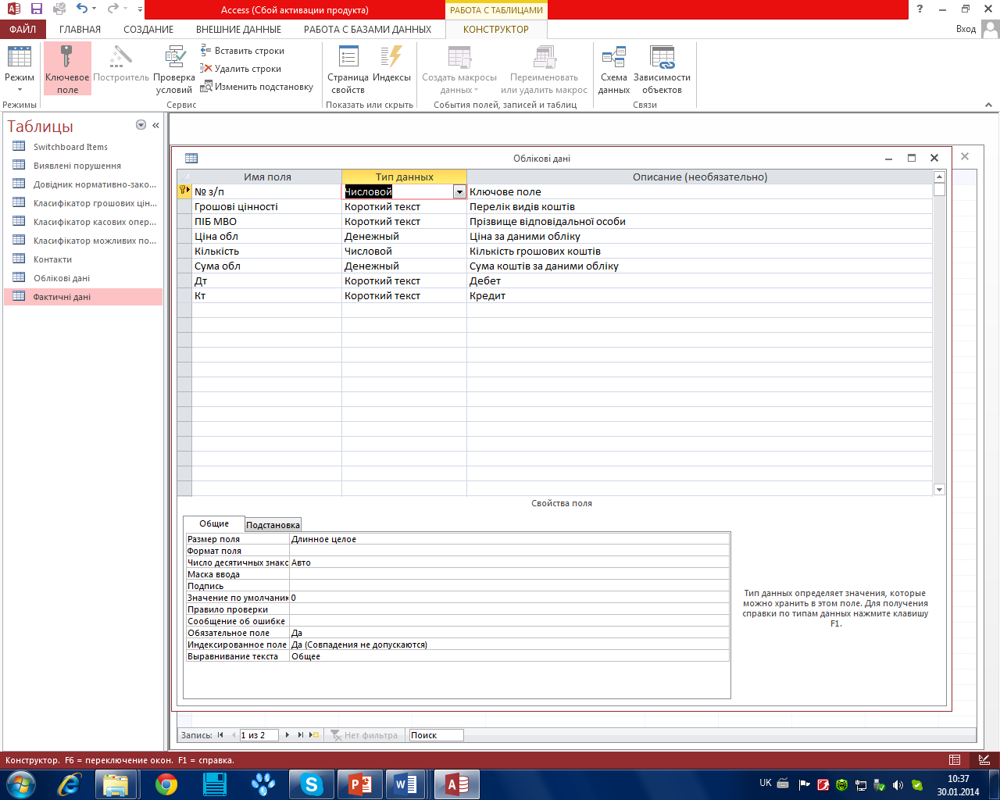 Access (Сбой активации продукта)
РАБОТА С ТАБЛИЦАМИ
ФАЙЛ
ГЛАВНАЯ
СОЗДАНИЕ
ВНЕШНИЕ ДАННЫЕ
РАБОТА С БАЗАМИ ДАННЫХ
КОНСТРУКТОР
Вход
Режим
Ключевое поле
Построитель
Проверка условий
Вставить строки
Удалить строки
Изменить подстановку
Страница свойств
Индексы
Создать макросы данных
Переименовать или удалить макрос
Схема данных
Зависимости объектов
Режимы
Сервис
Показать или скрыть
События полей, записей и таблиц
Связи
Таблицы
Switchboard Items
Виявлені порушення
Довідник нормативно-зако...
Класифікатор грошових цін...
Класифікатор касових опер...
Класифікатор можливих по...
Контакти
Облікові дані
Фактичні дані
Облікові дані
Имя поля Тип данных Описание (необязательно)
№ з/п Числовой Ключове поле
Грошові цінності Короткий текст Перелік видів коштів
ПІБ МВО Короткий текст Прізвище відповідальної особи
Ціна обл Денежный Ціна за даними обліку
Кількість Числовой Кількість грошових коштів
Сума обл Денежный Сума коштів за даними обліку
Дт Короткий текст Дебет
Кт Короткий текст Кредит
Свойства поля
Общие Подстановка
Размер поля Длинное целое
Формат поля
Число десятичных знако Авто
Маска ввода
Подпись
Значение по умолчани 0
Правило проверки
Сообщение об ошибке
Обязательное поле Да
Индексированное поле Да (Совпадения не допускаются)
Выравнивание текста Общее
Тип данных определяет значения, которые
можно хранить в этом поле. Для получения
справки по типам данных нажмите клавишу
F1.
Запись: 1 из 2 Нет фильтра Поиск
Конструктор. F6 = переключение окон. F1 = справка.
UK
10:37
30.01.2014